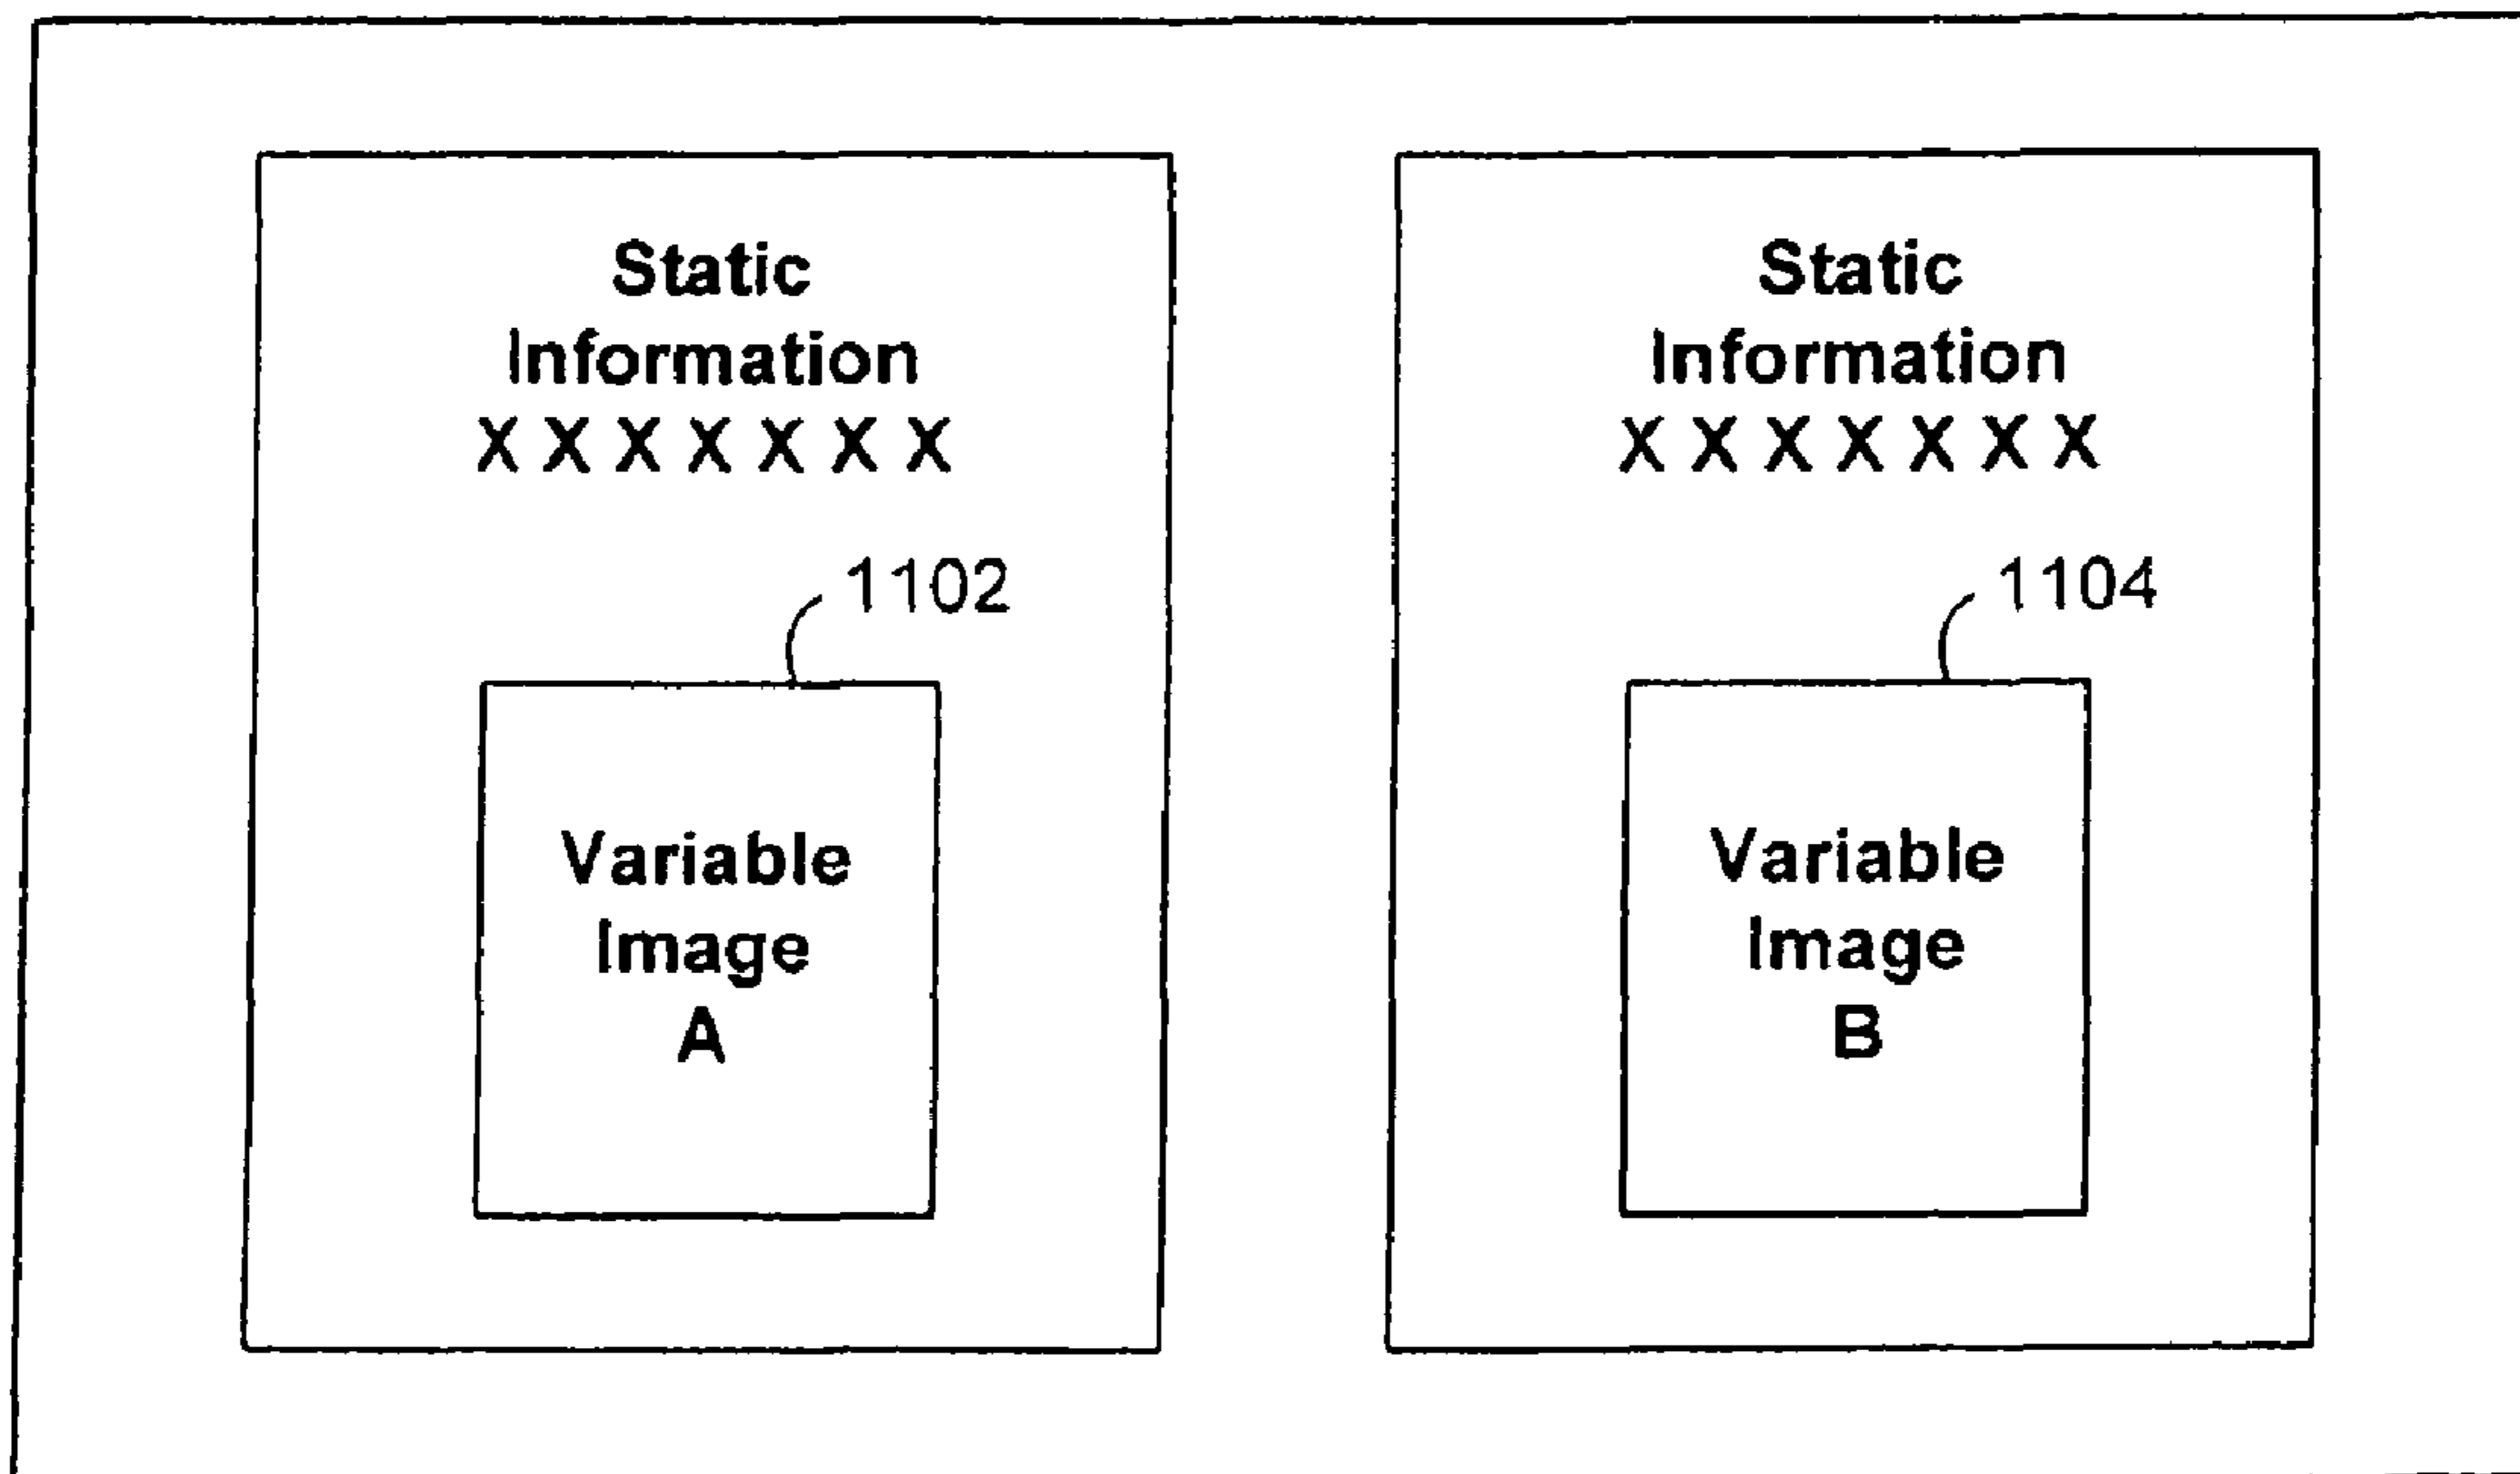 Static
Information
X X X X X X X
1102
Variable
Image
A
Static
Information
X X X X X X X
1104
Variable
Image
B